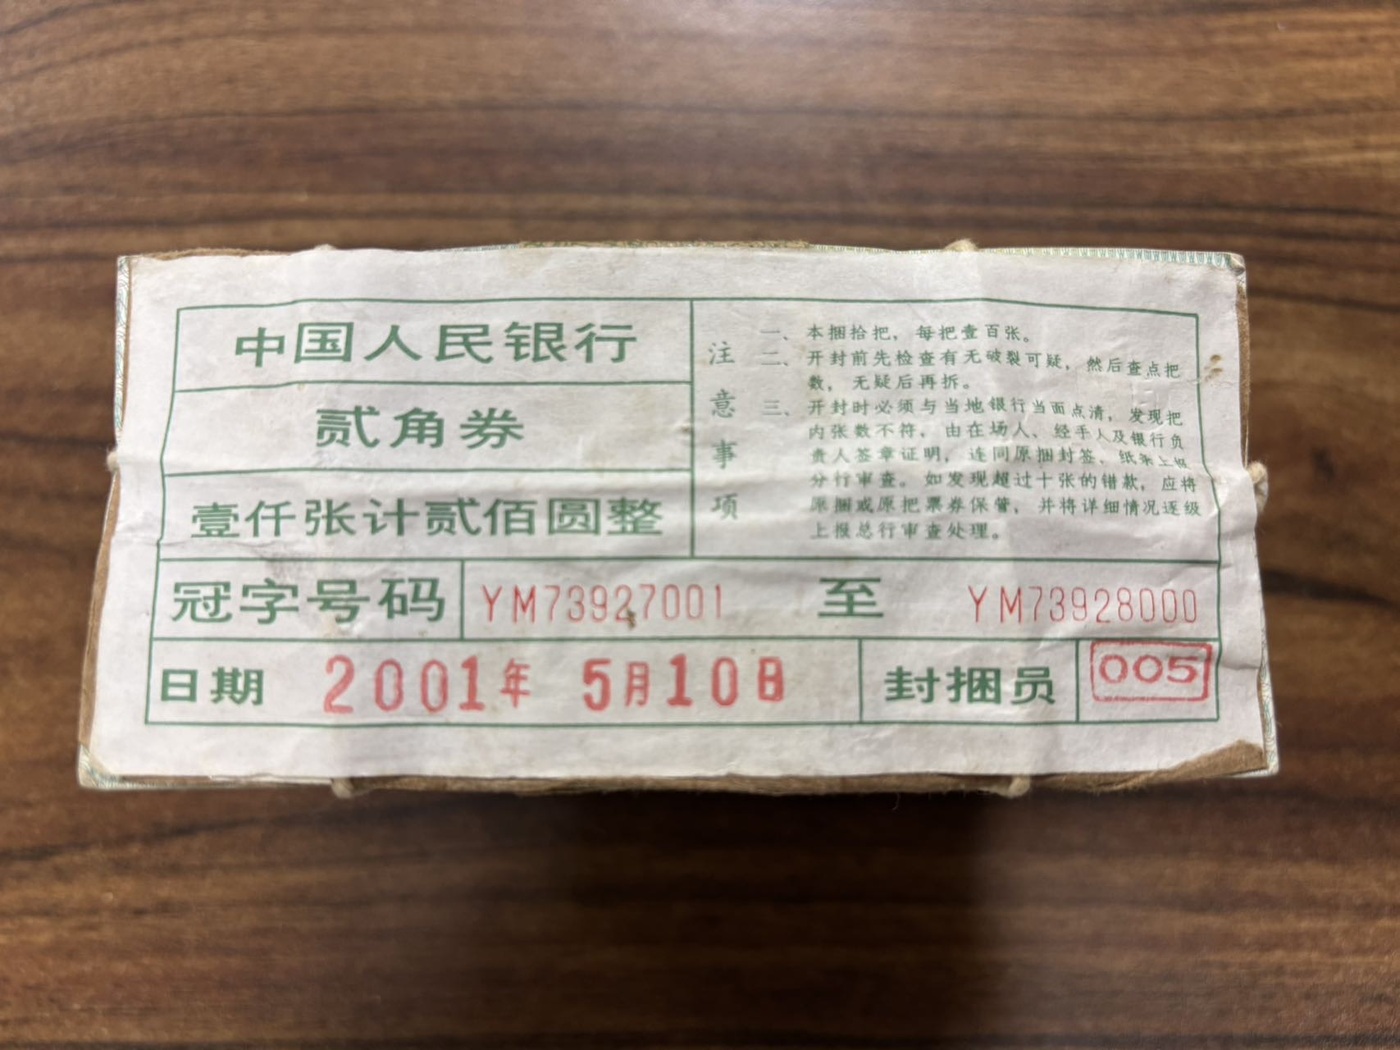 中国人民银行
贰角券
壹仟张计贰佰圆整
注意事项
一、本捆拾把，每把壹百张。
二、开封前先检查有无破裂可疑，然后查点把
数，无疑后再拆。
三、开封时必须与当地银行当面点清，发现把
内张数不符，由在场人、经手人及银行负
责人签章证明，连同原捆封签、纸条上报
分行审查。如发现超过十张的错款，应将
原捆或原把票券保管，并将详细情况逐级
上报总行审查处理。
冠字号码 YM73927001 至 YM73928000
日期 2001年 5月10日 封捆员 005